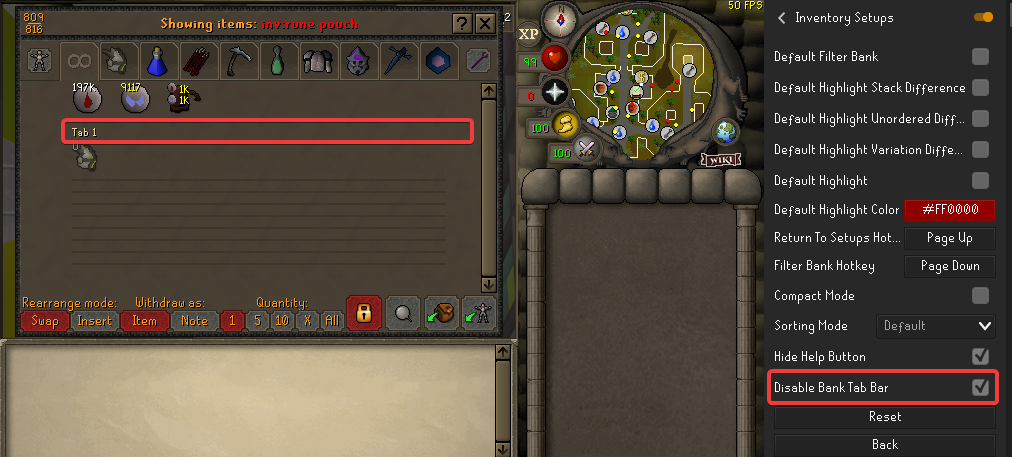 809
816
Showing items: inv:rune pouch
?
2
50 FPS
XP
99
0
100
100
WIKI
197K
9117
1K
1K
Tab 1
0
Rearrange mode:
Withdraw as:
Quantity:
Swap
Insert
Item
Note
1
5
10
X
All
Inventory Setups
Default Filter Bank
Default Highlight Stack Difference
Default Highlight Unordered Diff...
Default Highlight Variation Diffe...
Default Highlight
Default Highlight Color
#FF0000
Return To Setups Hot...
Page Up
Filter Bank Hotkey
Page Down
Compact Mode
Sorting Mode
Default
Hide Help Button
Disable Bank Tab Bar
Reset
Back